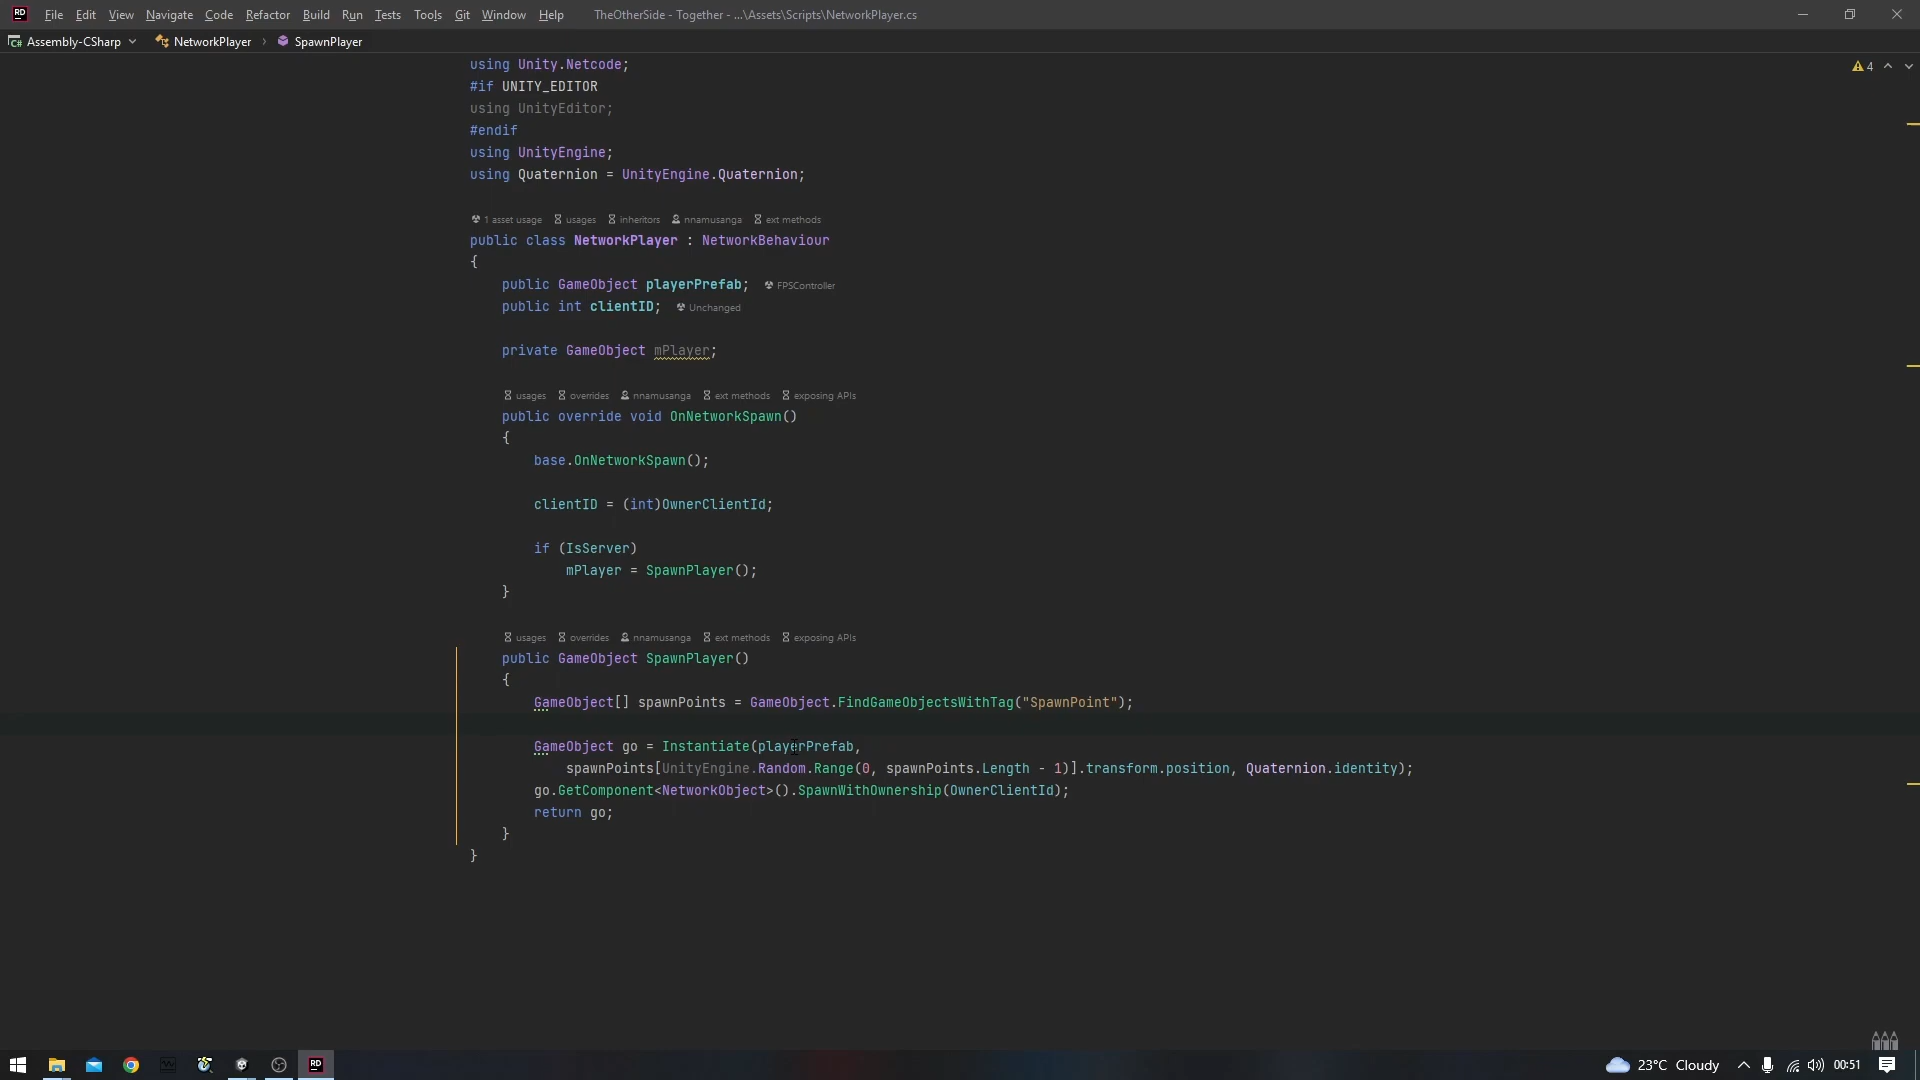 RD File Edit View Navigate Code Refactor Build Run Tests Tools Git Window Help TheOtherSide - Together - ...\Assets\Scripts\NetworkPlayer.cs
C# Assembly-CSharp NetworkPlayer › SpawnPlayer
using Unity.Netcode;
4
#if UNITY_EDITOR
using UnityEditor;
#endif
using UnityEngine;
using Quaternion = UnityEngine.Quaternion;
1 asset usage usages inheritors nnamusanga ext methods
public class NetworkPlayer : NetworkBehaviour
{
public GameObject playerPrefab; FPSController
public int clientID; Unchanged
private GameObject mPlayer;
usages overrides nnamusanga ext methods exposing APIs
public override void OnNetworkSpawn()
{
base.OnNetworkSpawn();
clientID = (int)OwnerClientId;
if (IsServer)
mPlayer = SpawnPlayer();
}
usages overrides nnamusanga ext methods exposing APIs
public GameObject SpawnPlayer()
{
GameObject[] spawnPoints = GameObject.FindGameObjectsWithTag("SpawnPoint");
GameObject go = Instantiate(playerPrefab,
spawnPoints[UnityEngine.Random.Range(0, spawnPoints.Length - 1)].transform.position, Quaternion.identity);
go.GetComponent<NetworkObject>().SpawnWithOwnership(OwnerClientId);
return go;
}
}
RD 23°C Cloudy 00:51